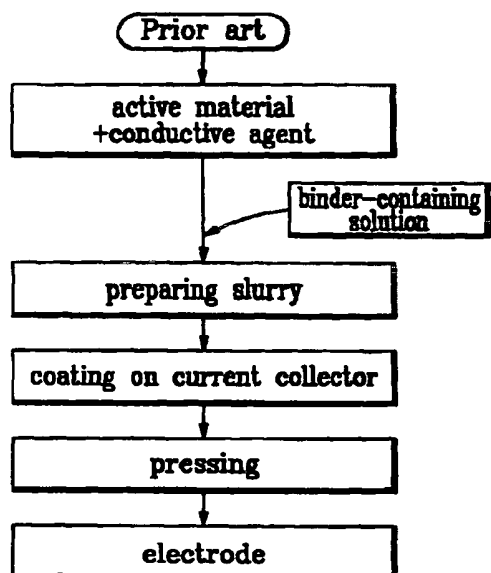 Prior art
active material
+conductive agent
binder-containing
solution
preparing slurry
coating on current collector
pressing
electrode